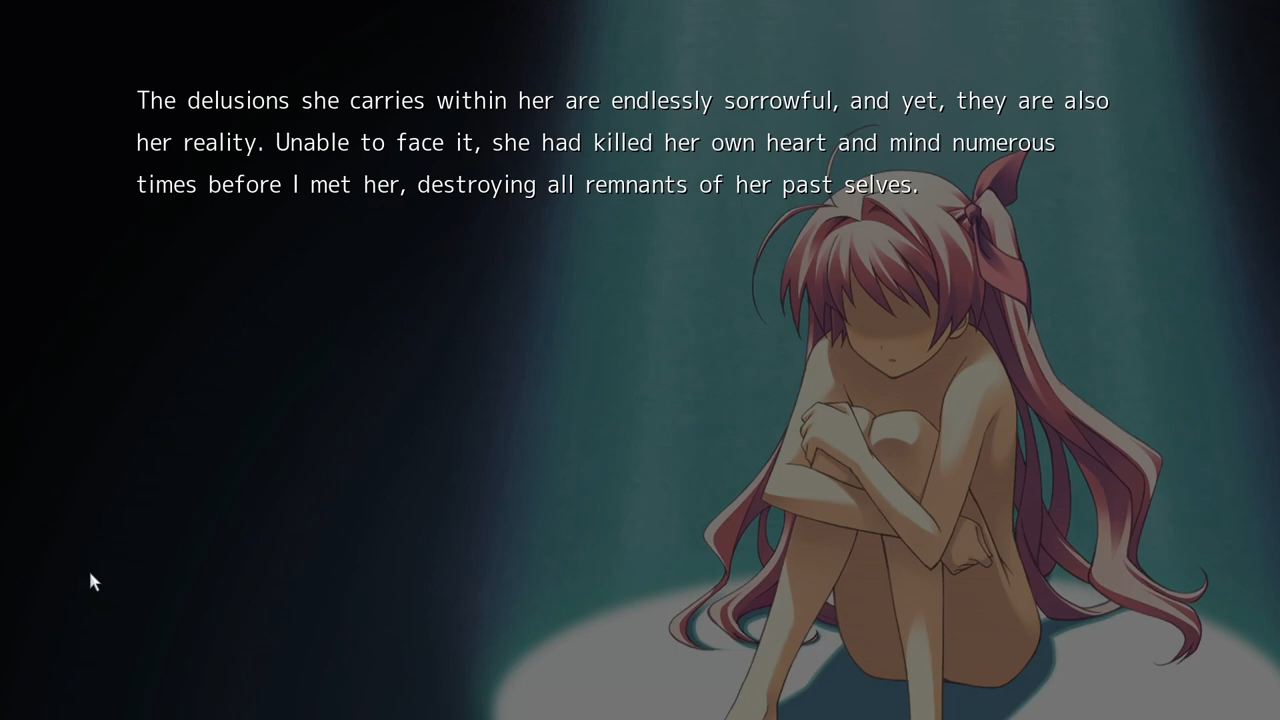 The delusions she carries within her are endlessly sorrowful, and yet, they are also
her reality. Unable to face it, she had killed her own heart and mind numerous
times before I met her, destroying all remnants of her past selves.